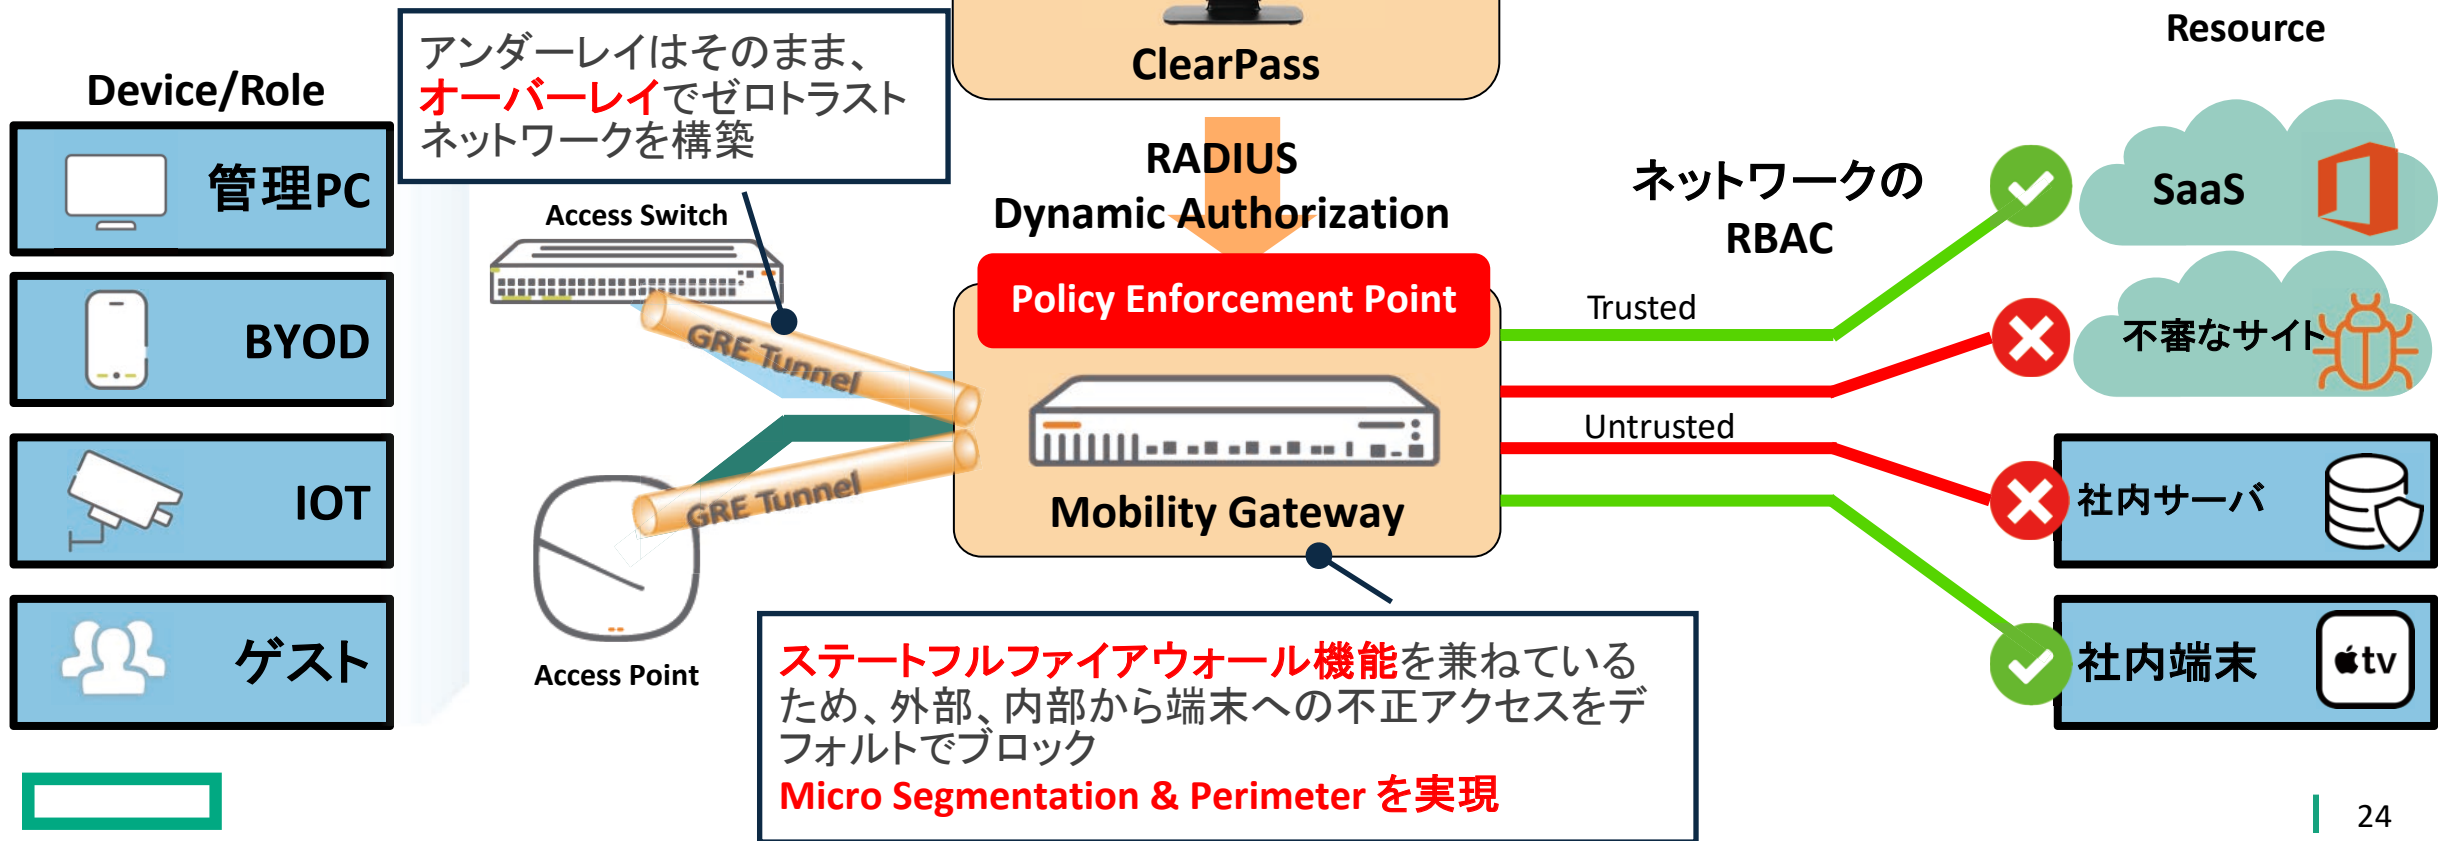 Device/Role
管理PC
BYOD
IOT
ゲスト
アンダーレイはそのまま、
オーバーレイでゼロトラスト
ネットワークを構築
Access Switch
GRE Tunnel
GRE Tunnel
Access Point
ClearPass
RADIUS
Dynamic Authorization
Policy Enforcement Point
Mobility Gateway
ステートフルファイアウォール機能を兼ねている
ため、外部、内部から端末への不正アクセスをデ
フォルトでブロック
Micro Segmentation & Perimeter を実現
ネットワークの
RBAC
Trusted
Untrusted
Resource
SaaS
不審なサイト
社内サーバ
社内端末
tv
24